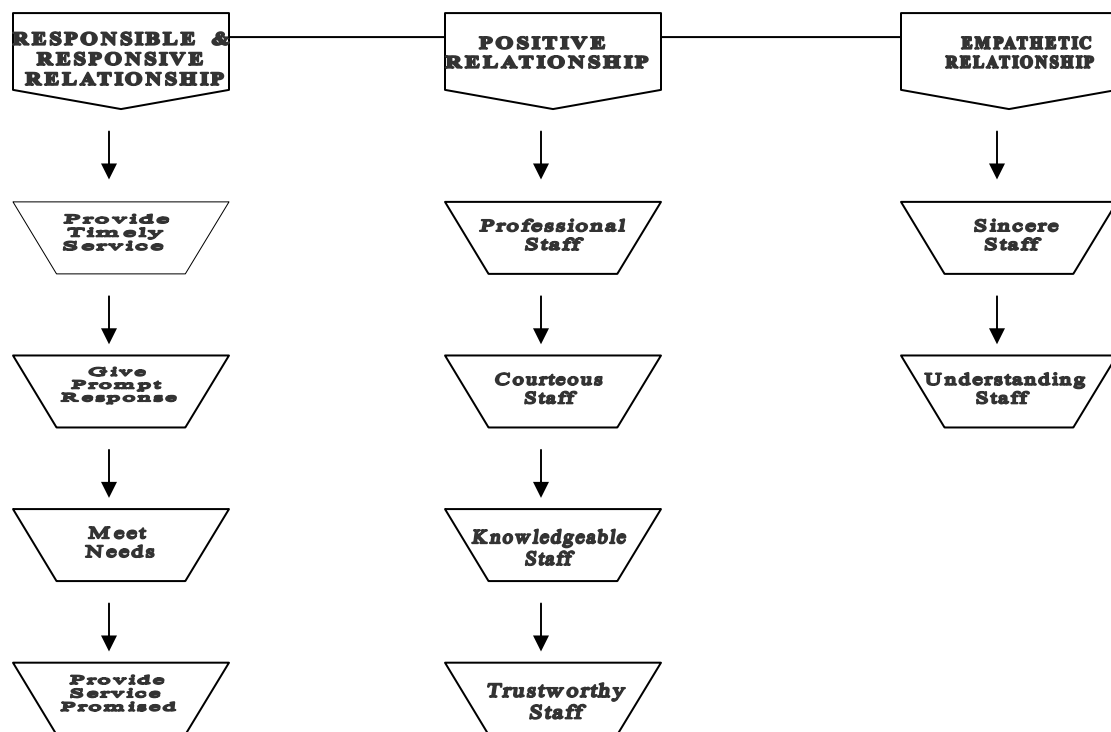 RESPONSIBLE &
RESPONSIVE
RELATIONSHIP
POSITIVE
RELATIONSHIP
EMPATHETIC
RELATIONSHIP
Provide
Timely
Service
Professional
Staff
Sincere
Staff
Give
Prompt
Response
Courteous
Staff
Understanding
Staff
Meet
Needs
Knowledgeable
Staff
Provide
Service
Promised
Trustworthy
Staff